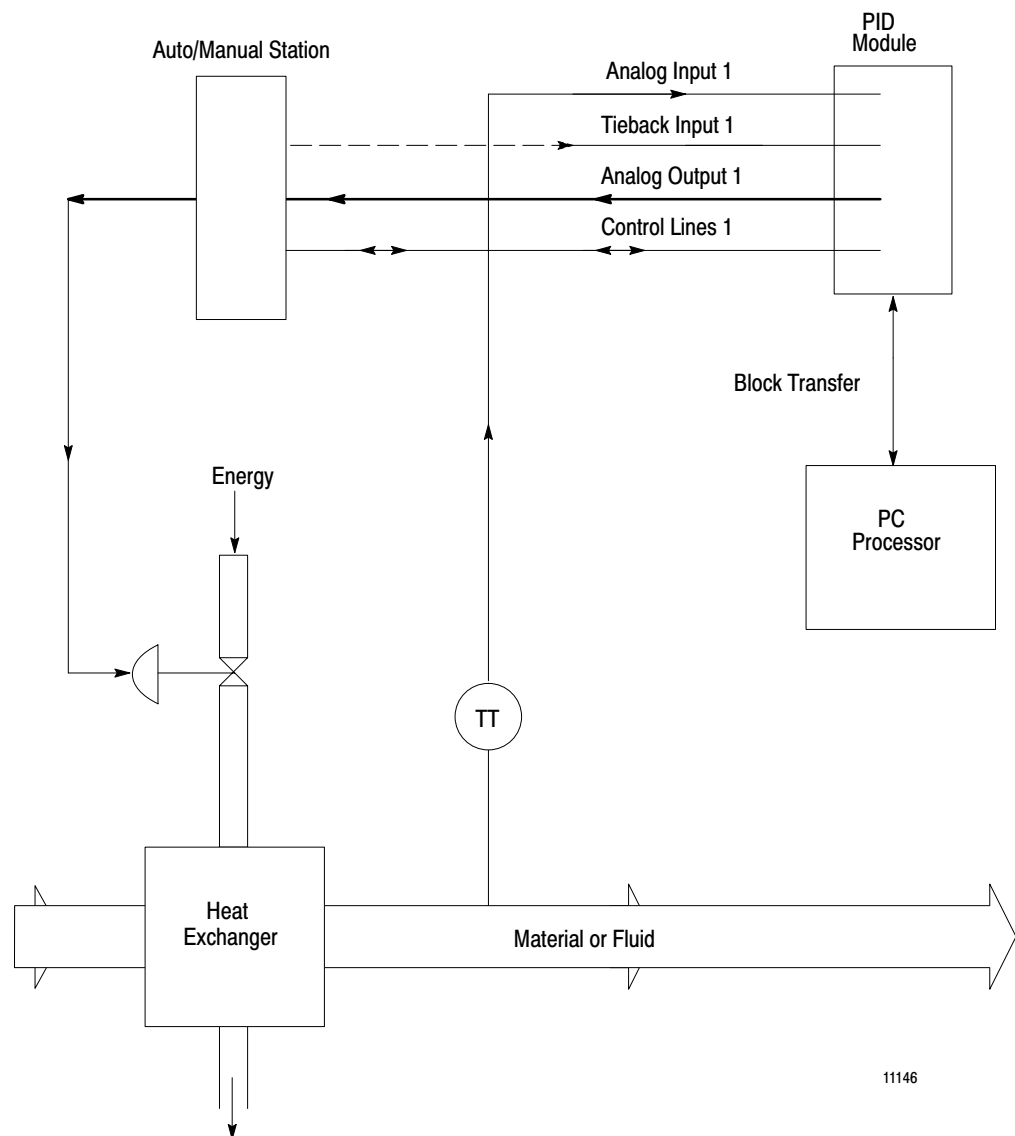 PID
Module
Auto/Manual Station
Analog Input 1
Tieback Input 1
Analog Output 1
Control Lines 1
Block Transfer
Energy
PC
Processor
TT
Heat
Exchanger
Material or Fluid
11146